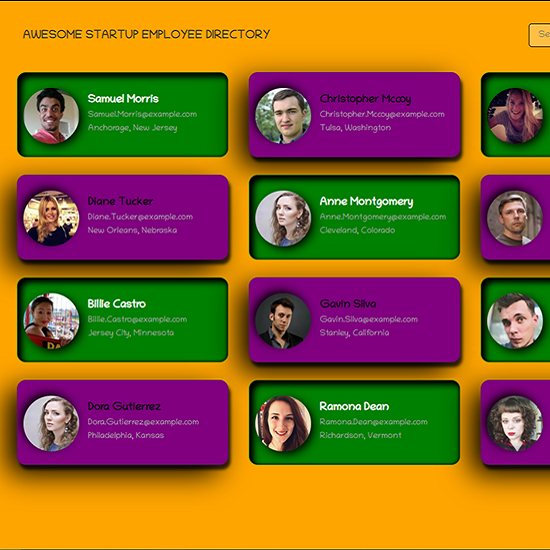 AWESOME STARTUP EMPLOYEE DIRECTORY
Se
Samuel Morris
Samuel.Morris@example.com
Anchorage, New Jersey
Christopher Mccoy
Christopher.Mccoy@example.com
Tulsa, Washington
Diane Tucker
Diane.Tucker@example.com
New Orleans, Nebraska
Anne Montgomery
Anne.Montgomery@example.com
Cleveland, Colorado
Billie Castro
Billie.Castro@example.com
Jersey City, Minnesota
Gavin Silva
Gavin.Silva@example.com
Stanley, California
Dora Gutierrez
Dora.Gutierrez@example.com
Philadelphia, Kansas
Ramona Dean
Ramona.Dean@example.com
Richardson, Vermont